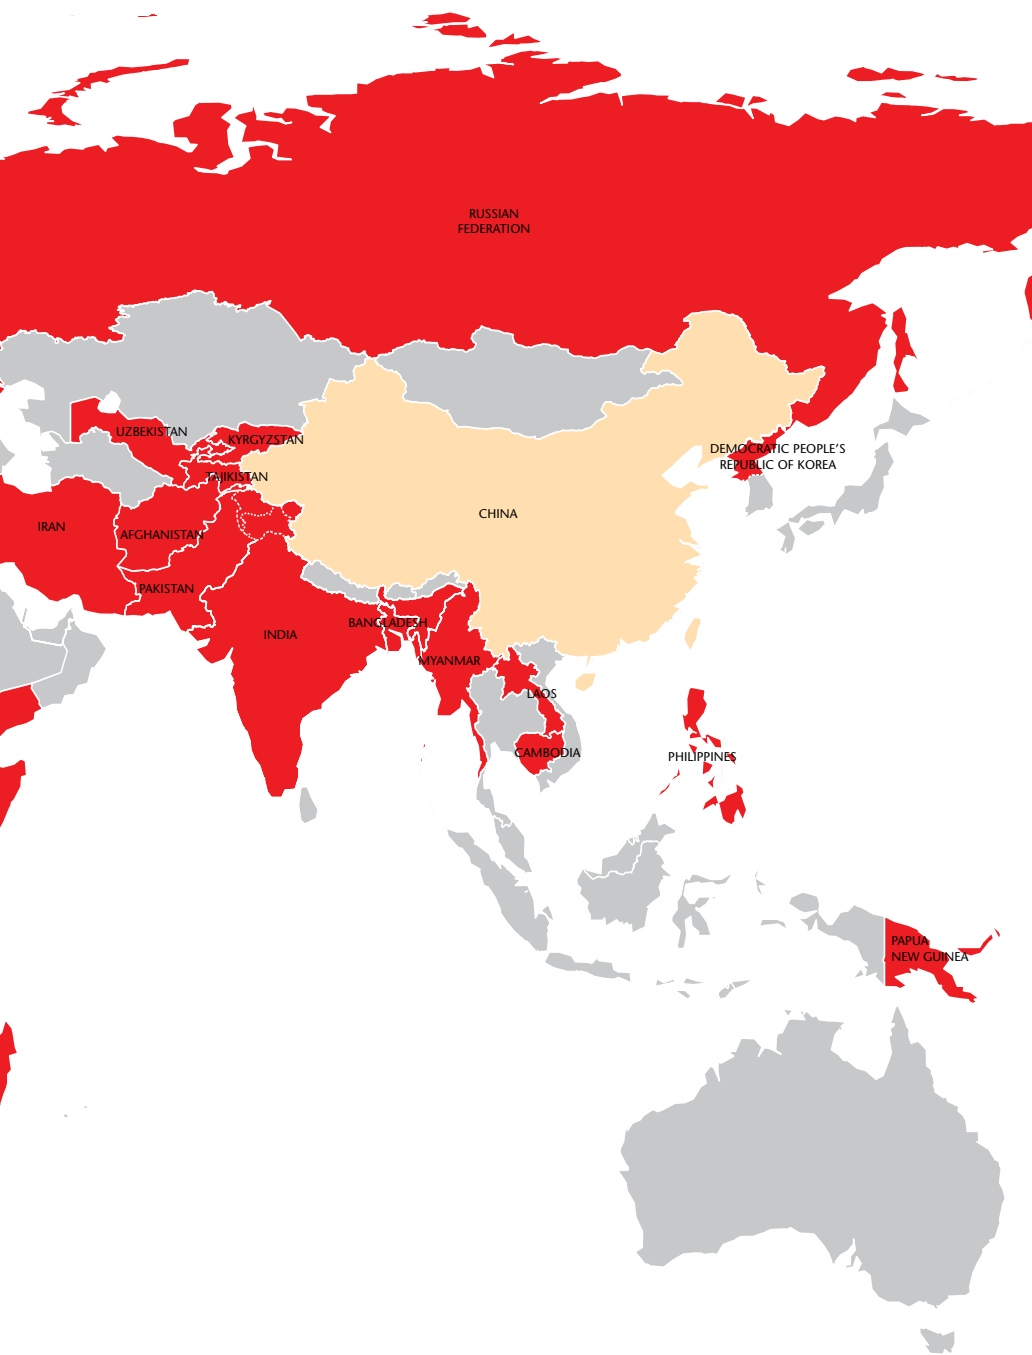 RUSSIAN
FEDERATION
UZBEKISTAN
KYRGYZSTAN
DEMOCRATIC PEOPLE’S
REPUBLIC OF KOREA
TAJIKISTAN
CHINA
IRAN
AFGHANISTAN
PAKISTAN
BANGLADESH
INDIA
MYANMAR
LAOS
CAMBODIA
PHILIPPINES
PAPUA
NEW GUINEA